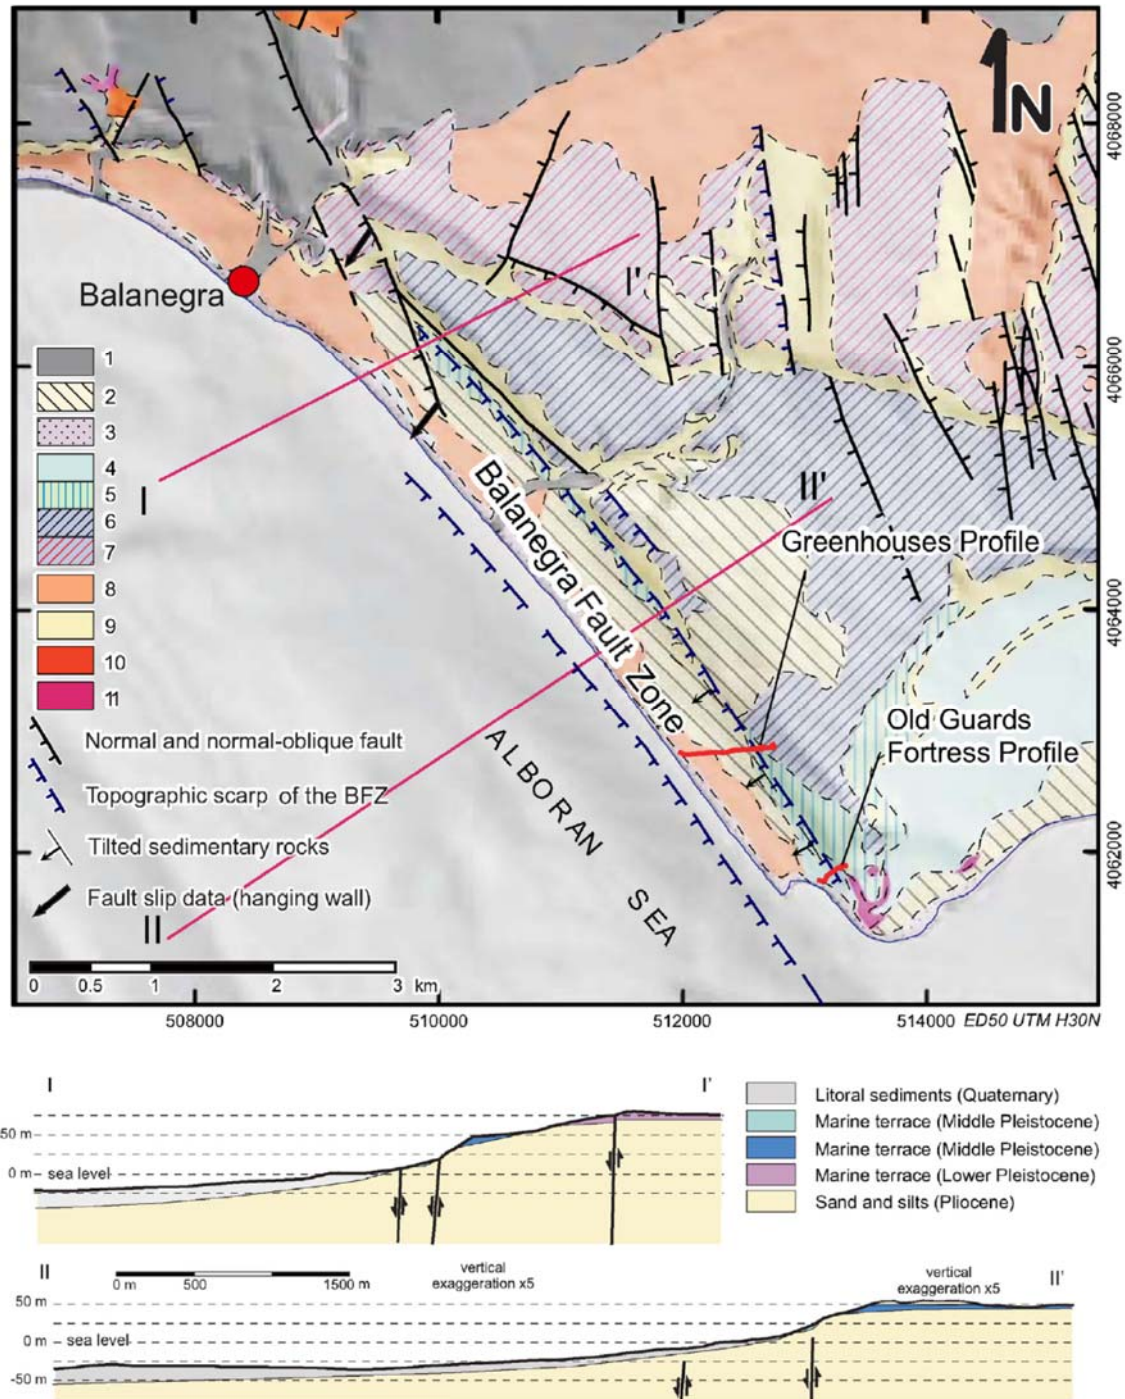 N
4068000
Balanegra
I'
4066000
1
2
3
4
5
6
7
8
9
10
11
I
II'
Balanegra Fault Zone
Greenhouses Profile
4064000
Old Guards
Fortress Profile
Normal and normal-oblique fault
Topographic scarp of the BFZ
Tilted sedimentary rocks
Fault slip data (hanging wall)
ALBORAN
SEA
4062000
II
0 0.5 1 2 3 km
508000 510000 512000 514000 ED50 UTM H30N
I I'
50 m
0 m sea level
Litoral sediments (Quaternary)
Marine terrace (Middle Pleistocene)
Marine terrace (Middle Pleistocene)
Marine terrace (Lower Pleistocene)
Sand and silts (Pliocene)
II II'
0 m 500 1500 m
vertical
exaggeration x5
vertical
exaggeration x5
50 m
0 m sea level
-50 m